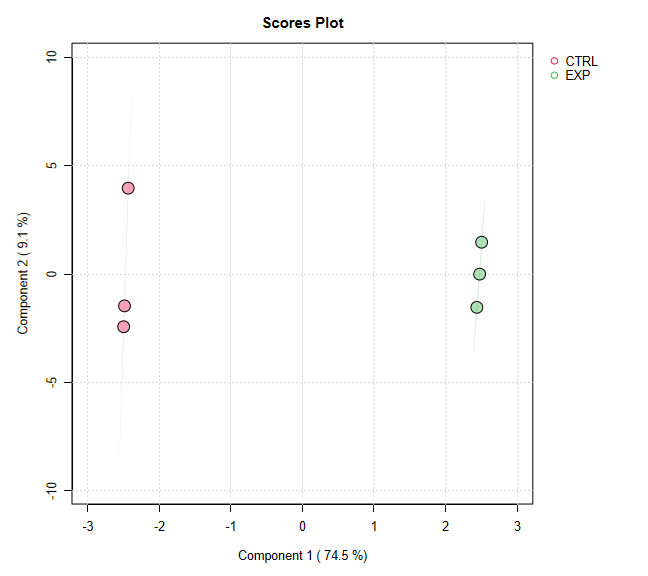 Scores Plot
CTRL
EXP
10
5
0
-5
-10
Component 2 ( 9.1 %)
-3 -2 -1 0 1 2 3
Component 1 ( 74.5 %)